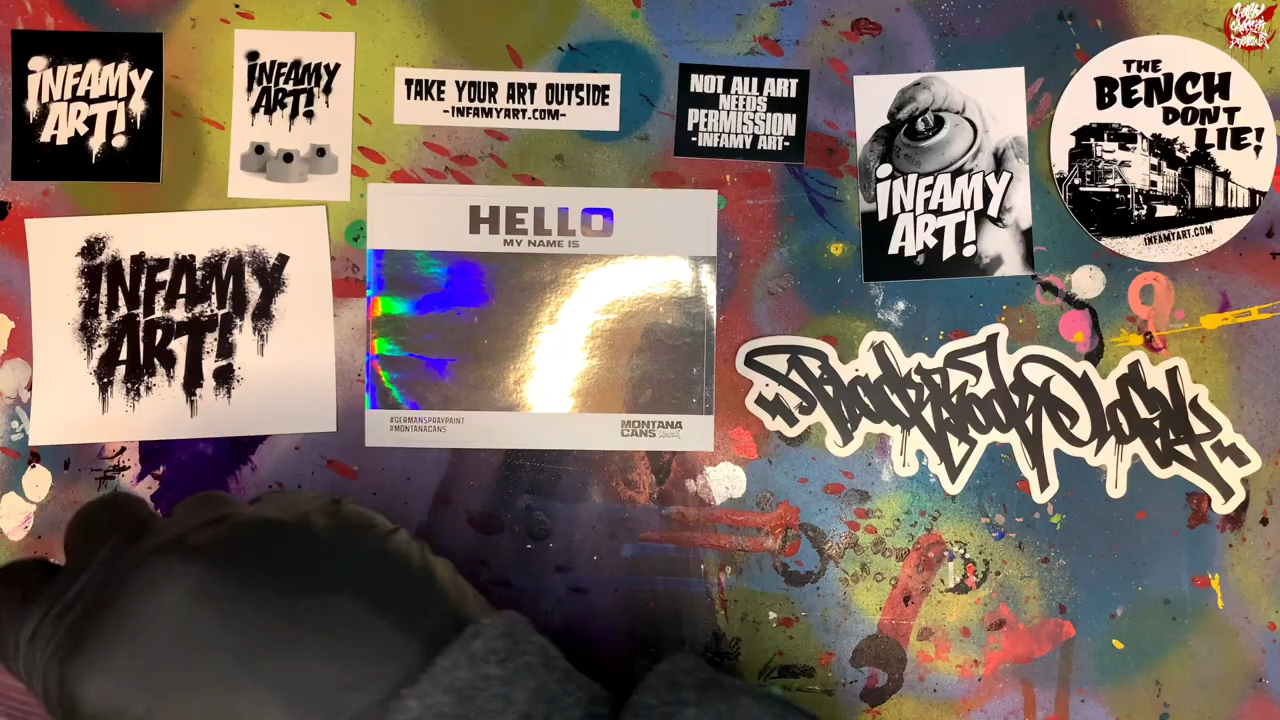 iNFAMY
ART!
iNFAMY
ART!
TAKE YOUR ART OUTSIDE
-INFAMYART.COM-
NOT ALL ART
NEEDS
PERMISSION
-INFAMY ART-
iNFAMY
ART!
THE
BENCH
DON'T
LIE!
INFAMYART.COM
iNFAMY
ART!
HELLO
MY NAME IS
#GERMANSPRAYPAINT
#MONTANACANS
MONTANA
CANS